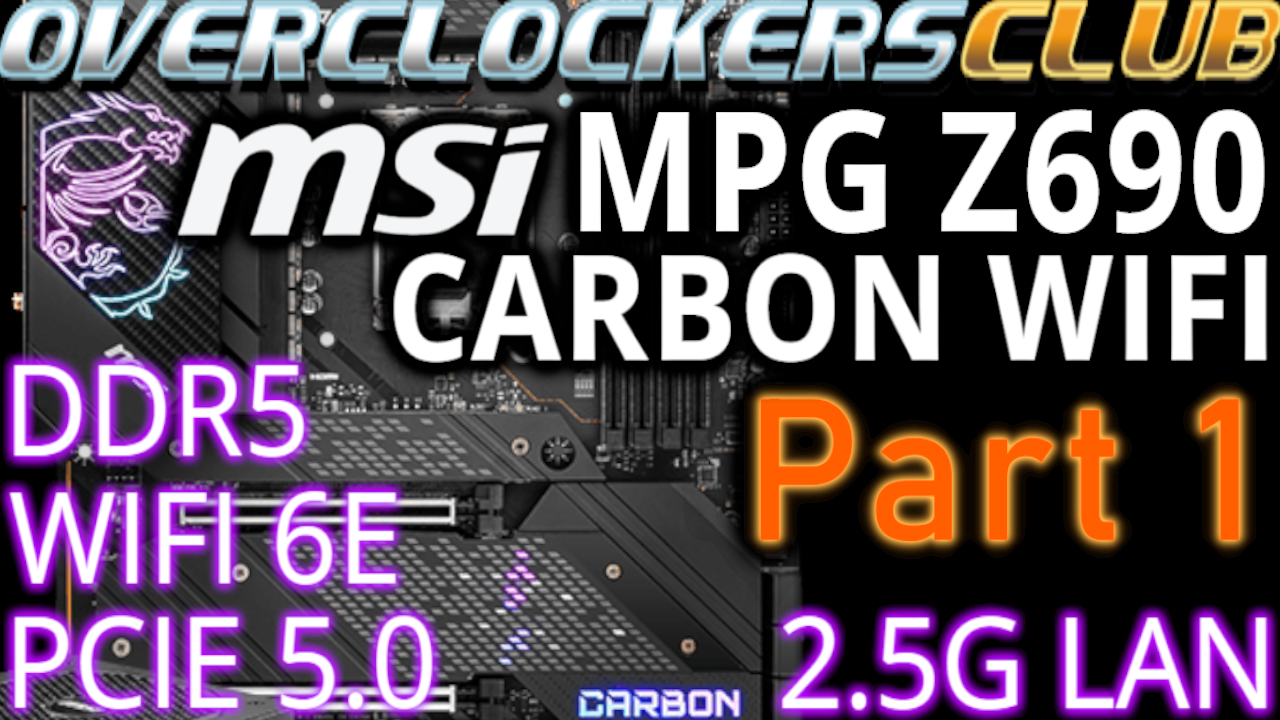 OVERCLOCKERSCLUB
msi MPG Z690
CARBON WIFI
DDR5
Part 1
WIFI 6E
PCIE 5.0
2.5G LAN
CARBON